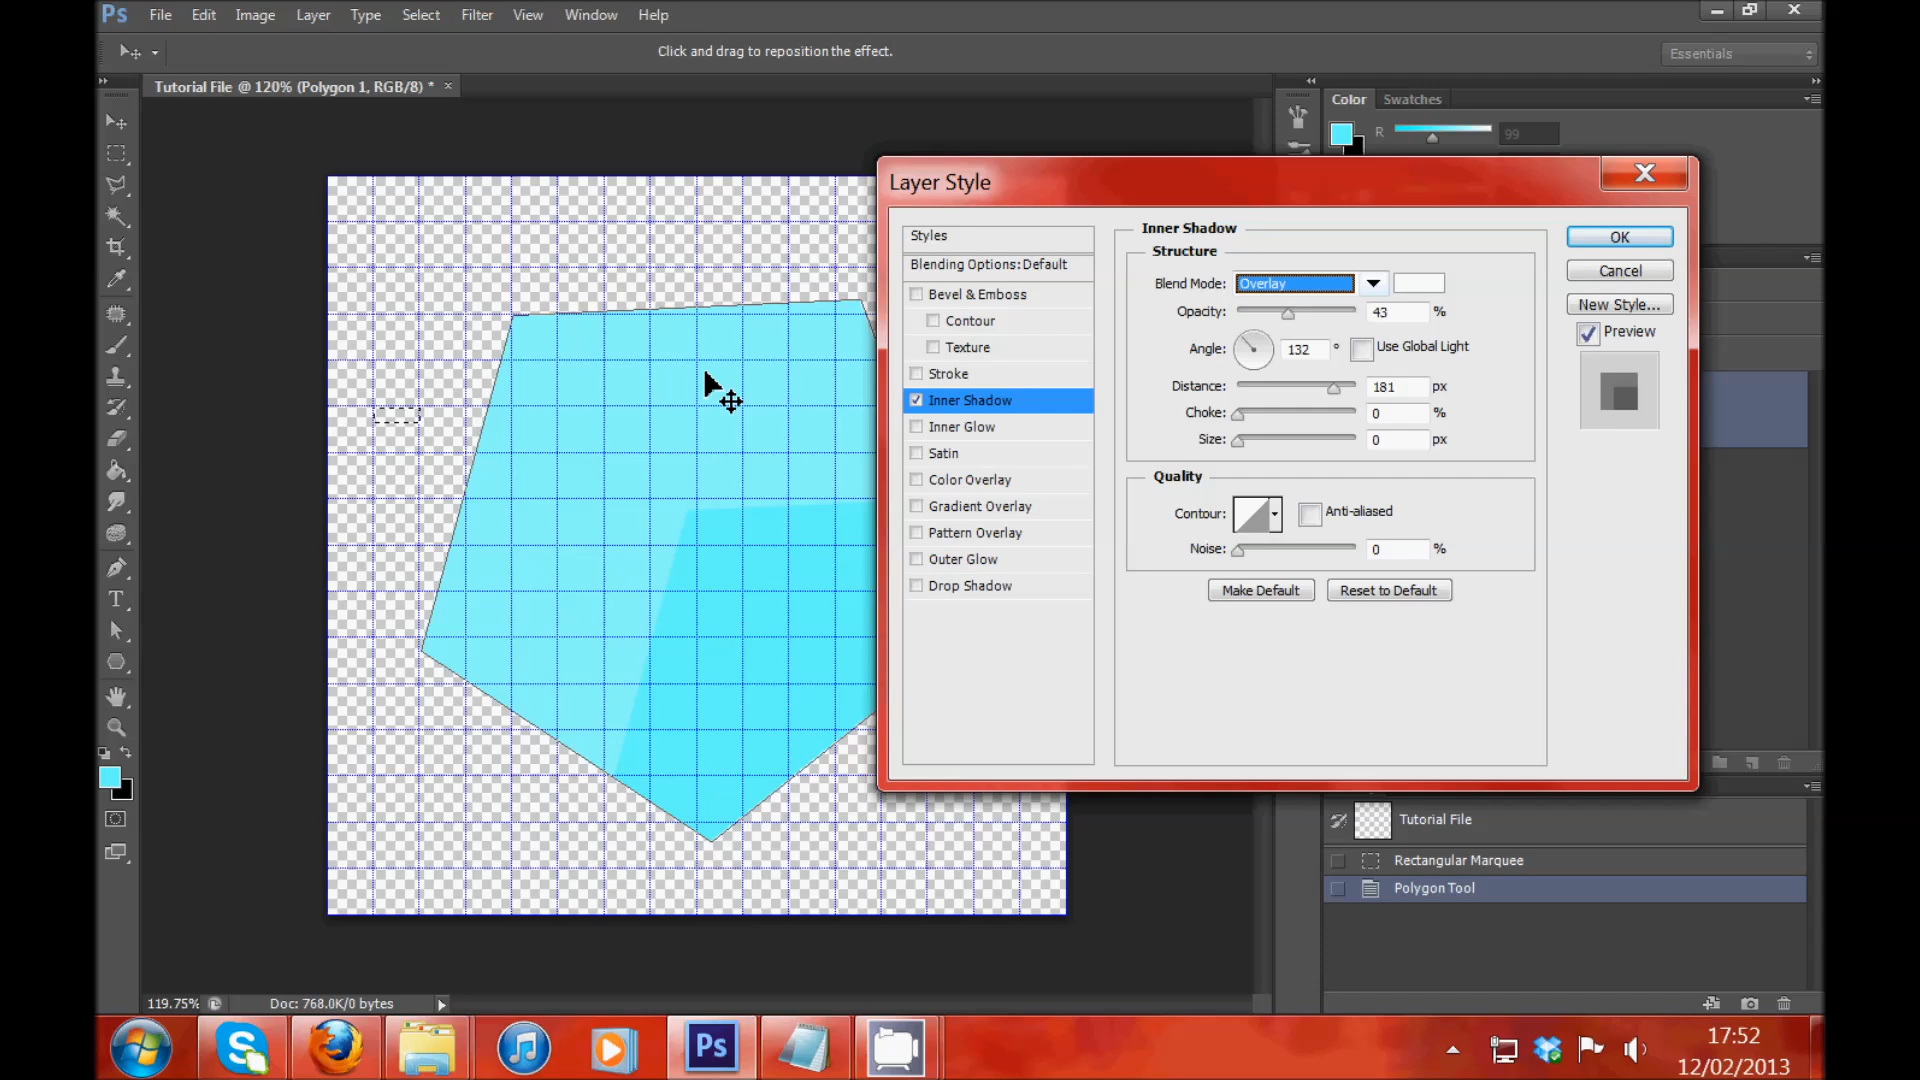 Ps File Edit Image Layer Type Select Filter View Window Help
Click and drag to reposition the effect.
Essentials
Tutorial File @ 120% (Polygon 1, RGB/8) * ×
Color Swatches
R 99
Layer Style
Styles
Blending Options:Default
Bevel & Emboss
Contour
Texture
Stroke
Inner Shadow
Inner Glow
Satin
Color Overlay
Gradient Overlay
Pattern Overlay
Outer Glow
Drop Shadow
Inner Shadow
Structure
Blend Mode: Overlay
Opacity: 43 %
Angle: 132 ° Use Global Light
Distance: 181 px
Choke: 0 %
Size: 0 px
Quality
Contour: Anti-aliased
Noise: 0 %
Make Default Reset to Default
OK
Cancel
New Style...
Preview
Tutorial File
Rectangular Marquee
Polygon Tool
119.75% Doc: 768.0K/0 bytes
Ps
17:52
12/02/2013